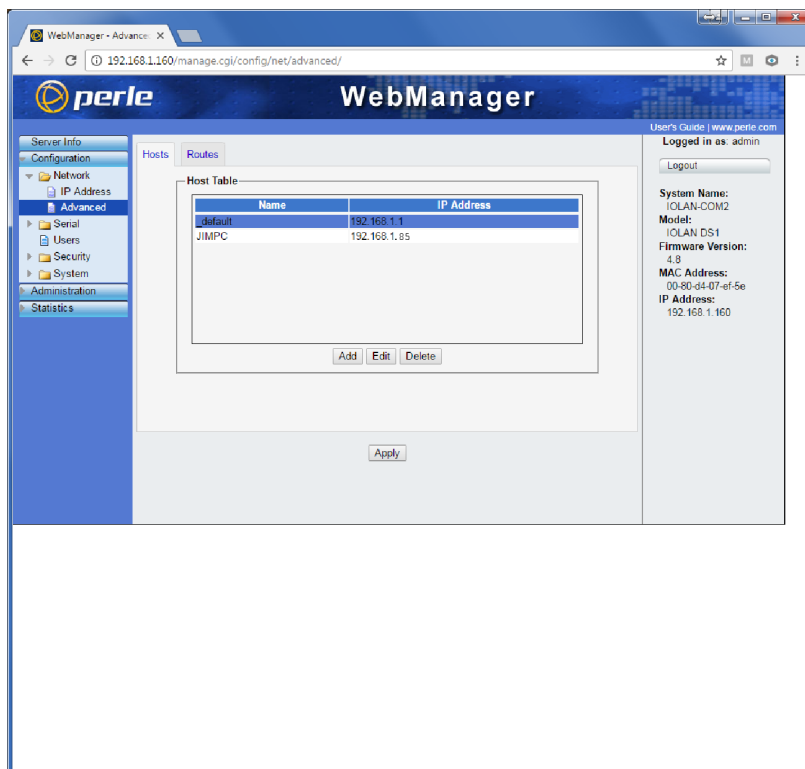 WebManager - Advance
192.168.1.160/manage.cgi/config/net/advanced/
M
perle
WebManager
User's Guide | www.perle.com
Server Info
Configuration
Network
IP Address
Advanced
Serial
Users
Security
System
Administration
Statistics
Hosts
Routes
Host Table
Name IP Address
_default 192.168.1.1
JIMPC 192.168.1.85
Add Edit Delete
Apply
Logged in as: admin
Logout
System Name:
IOLAN-COM2
Model:
IOLAN DS1
Firmware Version:
4.8
MAC Address:
00-80-d4-07-ef-5e
IP Address:
192.168.1.160